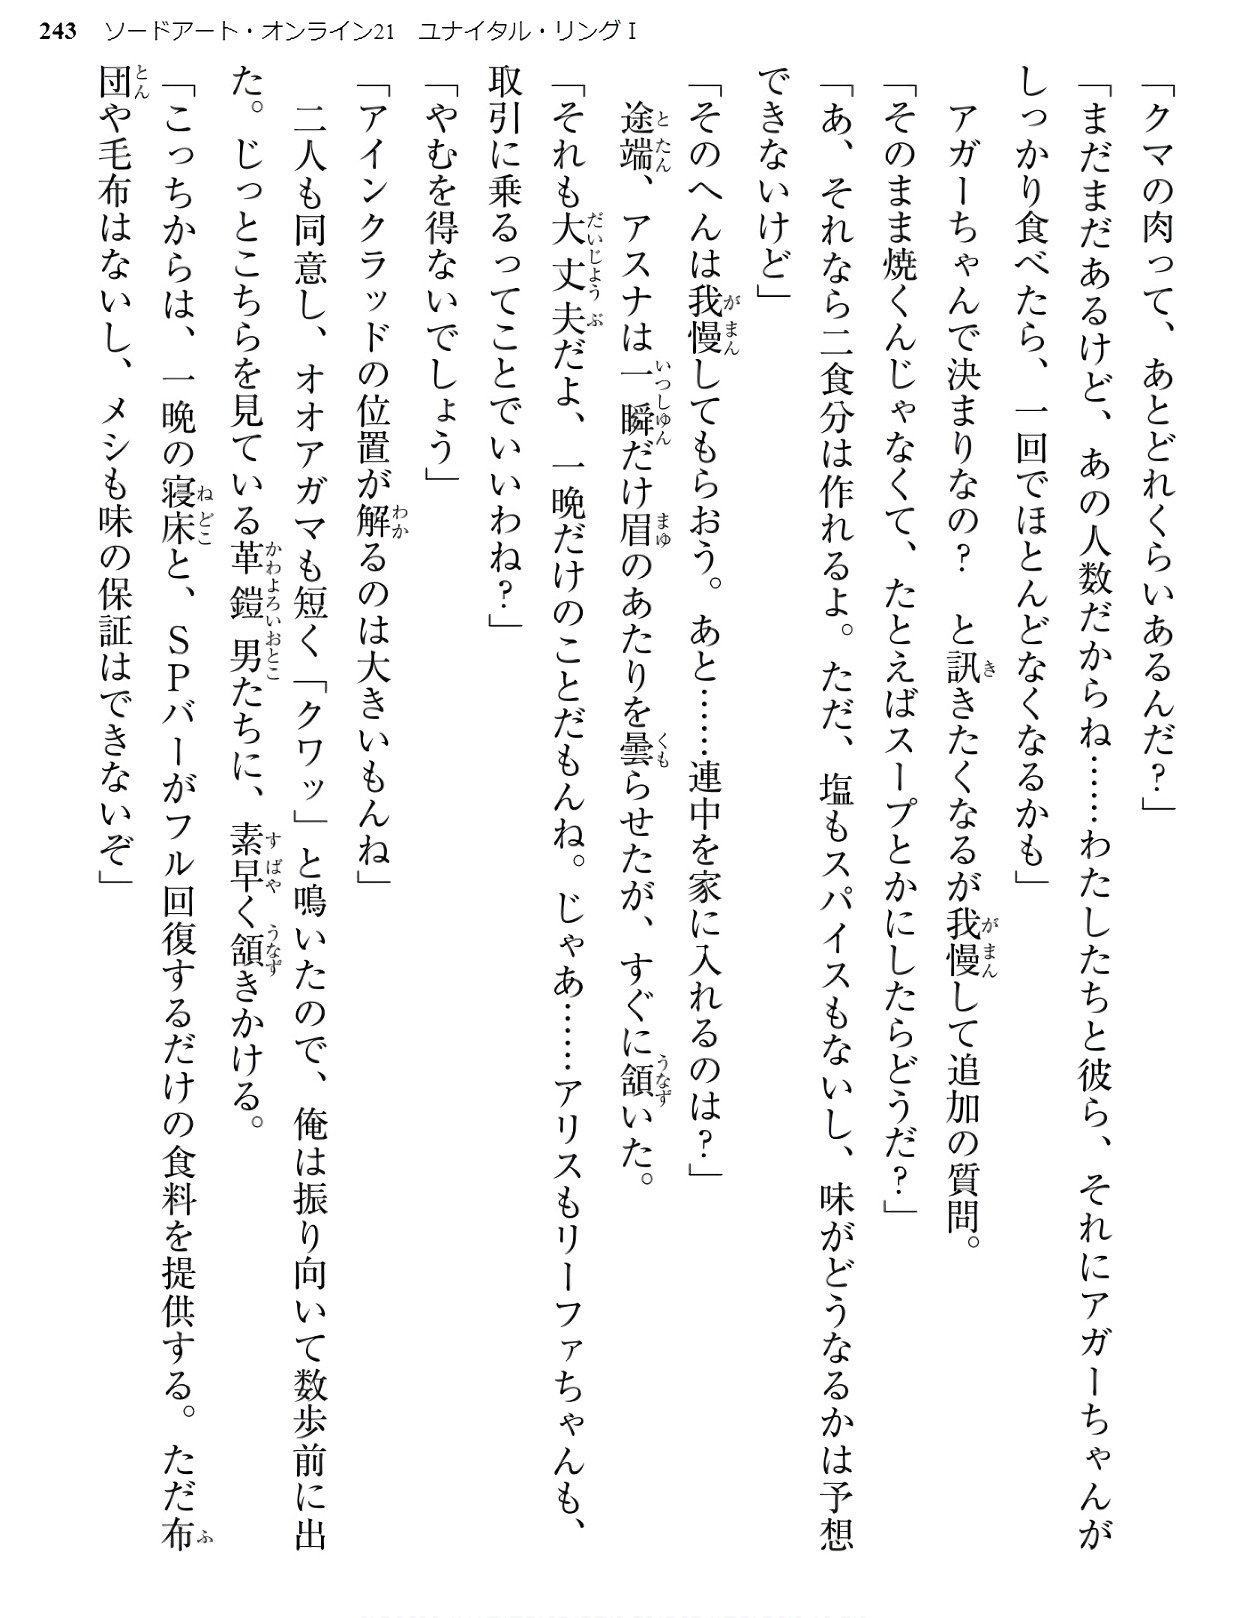 243 ソードアート・オンライン21 ユナイタル・リングⅠ
「クマの肉って、あとどれくらいあるんだ？」
「まだまだあるけど、あの人数だからね……わたしたちと彼ら、それにアガーちゃんが
しっかり食べたら、一回でほとんどなくなるかも」
　アガーちゃんで決まりなの？　と訊きたくなるが我慢して追加の質問。
「そのまま焼くんじゃなくて、たとえばスープとかにしたらどうだ？」
「あ、それなら二食分は作れるよ。ただ、塩もスパイスもないし、味がどうなるかは予想
できないけど」
「そのへんは我慢してもらおう。あと……連中を家に入れるのは？」
　途端、アスナは一瞬だけ眉のあたりを曇らせたが、すぐに頷いた。
「それも大丈夫だよ、一晩だけのことだもんね。じゃあ……アリスもリーファちゃんも、
取引に乗るってことでいいわね？」
「やむを得ないでしょう」
「アインクラッドの位置が解るのは大きいもんね」
　二人も同意し、オオアガマも短く「クワッ」と鳴いたので、俺は振り向いて数歩前に出
た。じっとこちらを見ている革鎧男たちに、素早く頷きかける。
「こっちからは、一晩の寝床と、ＳＰバーがフル回復するだけの食料を提供する。ただ布
団や毛布はないし、メシも味の保証はできないぞ」